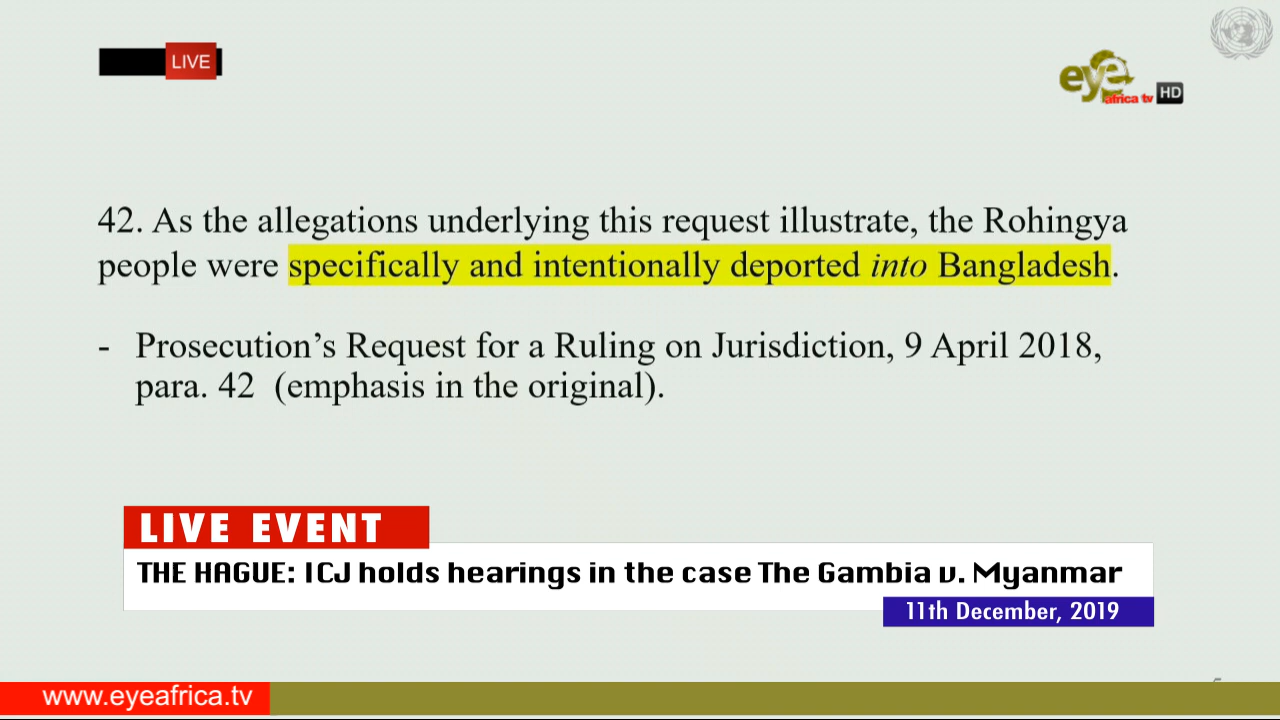 LIVE
eye
africa tv HD
42. As the allegations underlying this request illustrate, the Rohingya
people were specifically and intentionally deported into Bangladesh.
- Prosecution's Request for a Ruling on Jurisdiction, 9 April 2018,
para. 42 (emphasis in the original).
LIVE EVENT
THE HAGUE: ICJ holds hearings in the case The Gambia v. Myanmar
11th December, 2019
www.eyeafrica.tv